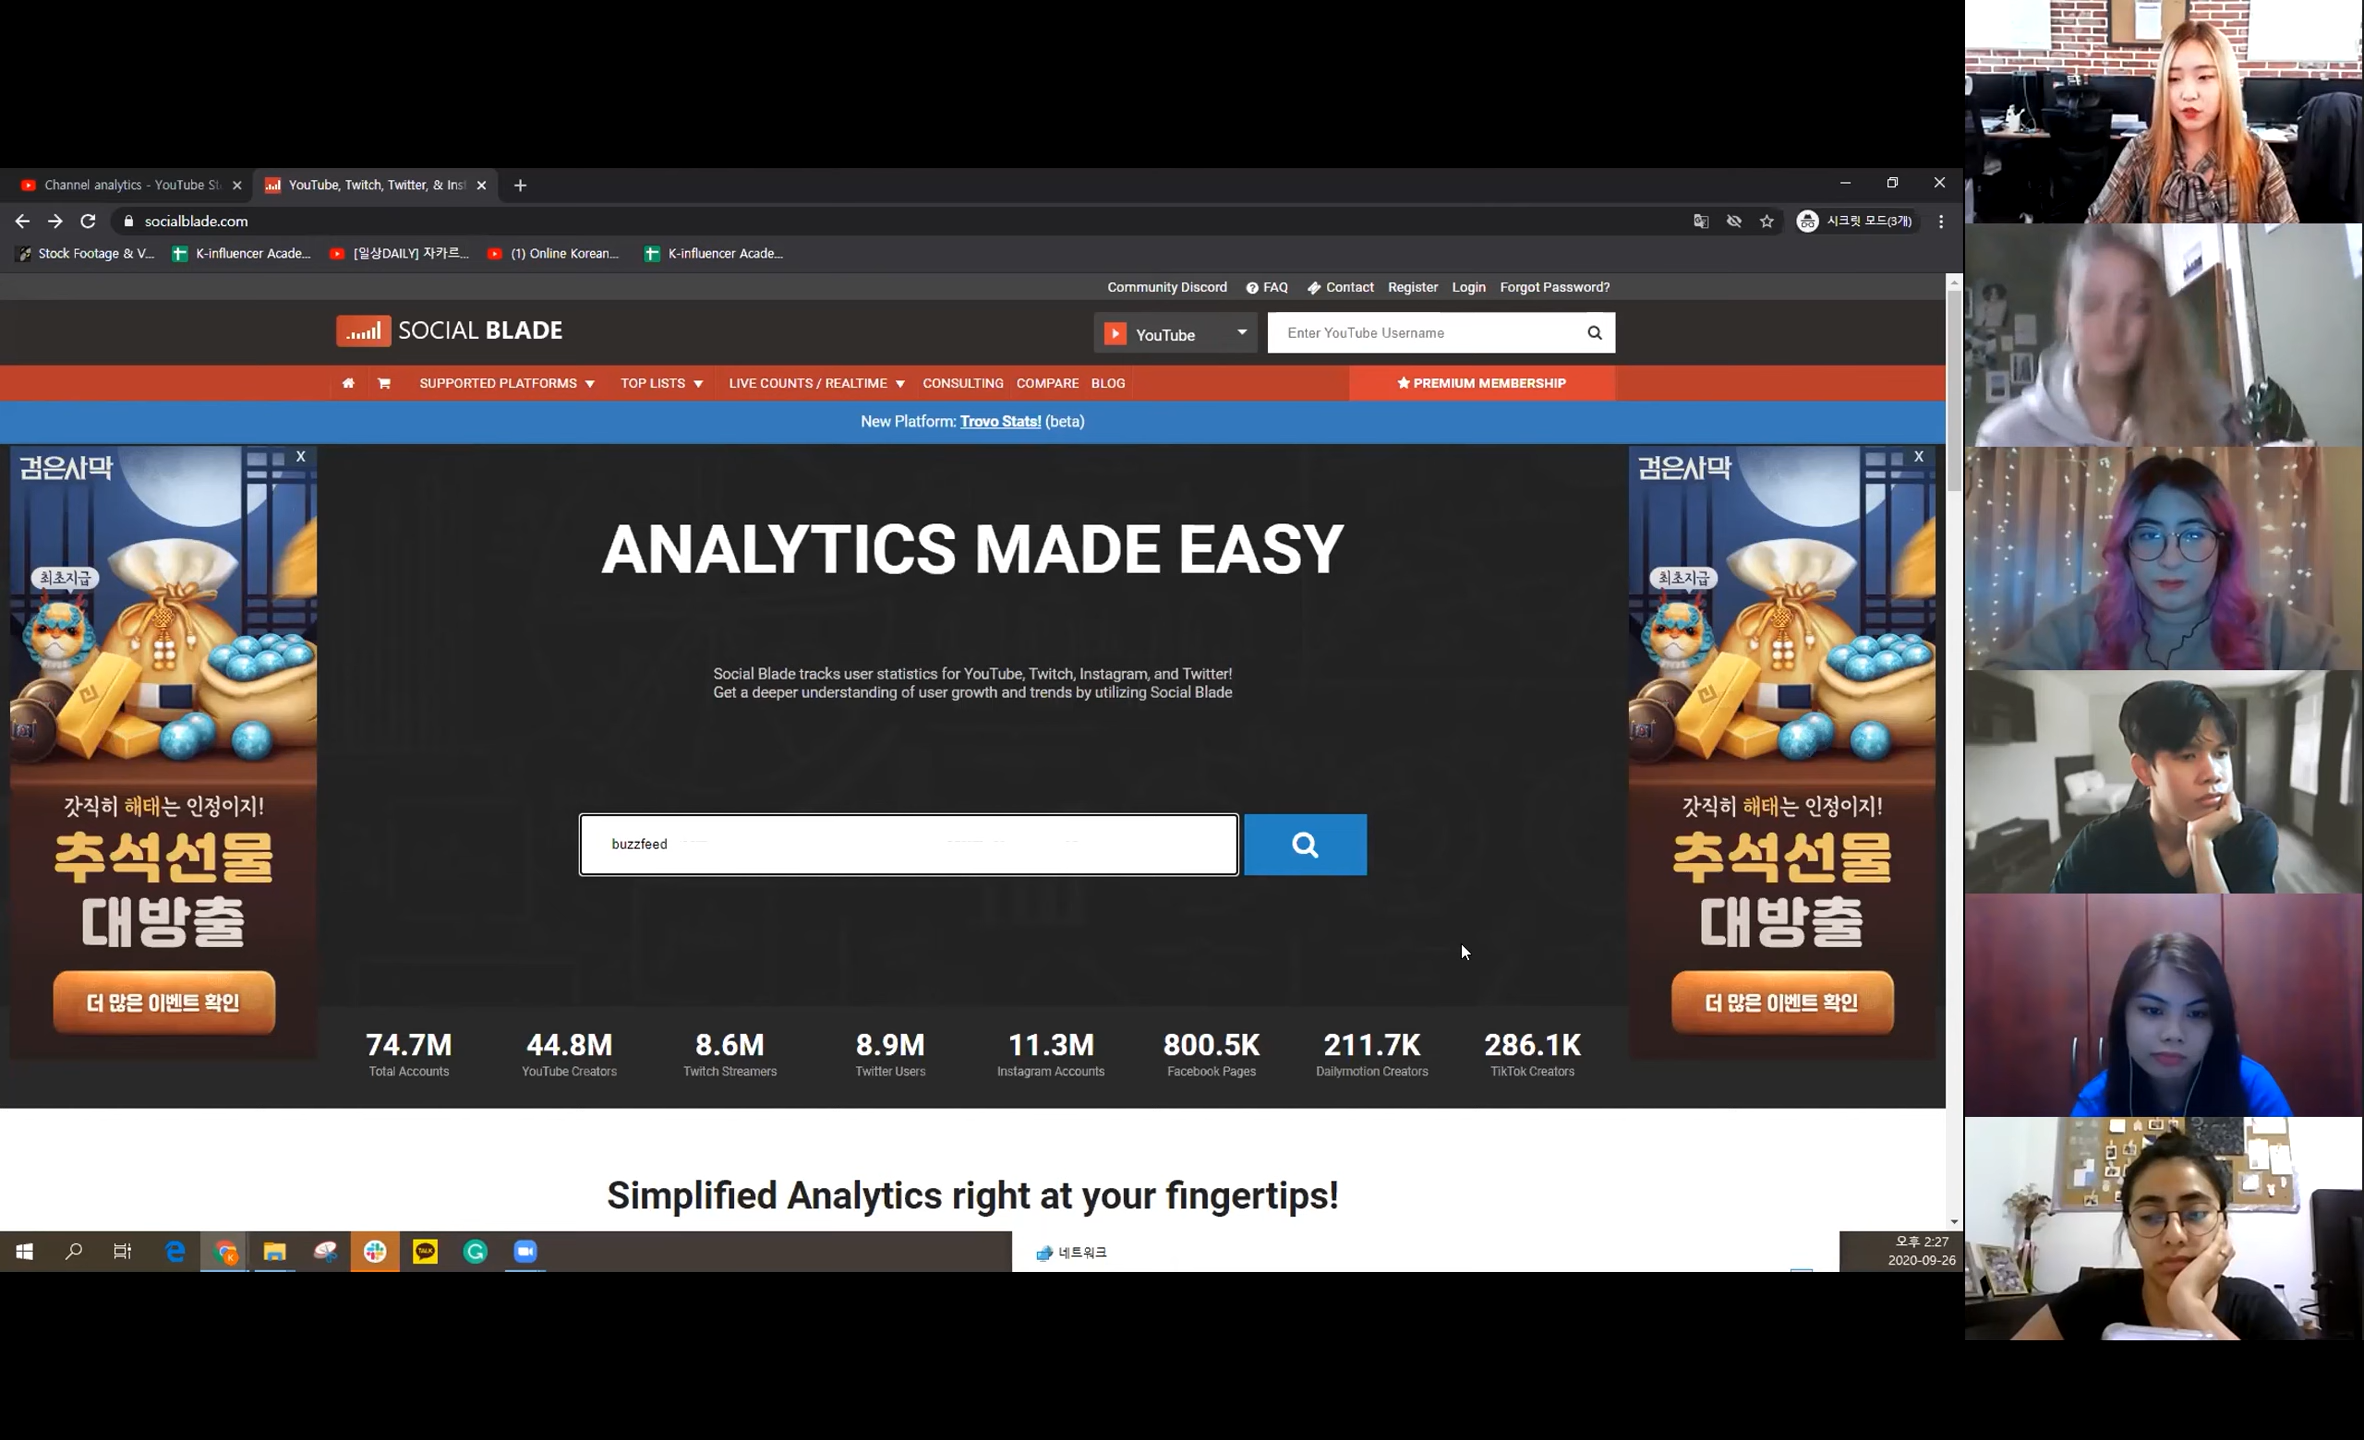 Channel analytics - YouTube St
YouTube, Twitch, Twitter, & Ins
socialblade.com
시크릿 모드(3개)
Stock Footage & V...
K-influencer Acade...
[일상DAILY] 자카르...
(1) Online Korean...
K-influencer Acade...
Community Discord
FAQ
Contact
Register
Login
Forgot Password?
SOCIAL BLADE
YouTube
Enter YouTube Username
SUPPORTED PLATFORMS
TOP LISTS
LIVE COUNTS / REALTIME
CONSULTING
COMPARE
BLOG
PREMIUM MEMBERSHIP
New Platform: Trovo Stats! (beta)
검은사막
X
최초지급
갓직히 해태는 인정이지!
추석선물
대방출
더 많은 이벤트 확인
ANALYTICS MADE EASY
Social Blade tracks user statistics for YouTube, Twitch, Instagram, and Twitter!
Get a deeper understanding of user growth and trends by utilizing Social Blade
buzzfeed
검은사막
X
최초지급
갓직히 해태는 인정이지!
추석선물
대방출
더 많은 이벤트 확인
74.7M
Total Accounts
44.8M
YouTube Creators
8.6M
Twitch Streamers
8.9M
Twitter Users
11.3M
Instagram Accounts
800.5K
Facebook Pages
211.7K
Dailymotion Creators
286.1K
TikTok Creators
Simplified Analytics right at your fingertips!
TALK
네트워크
오후 2:27
2020-09-26